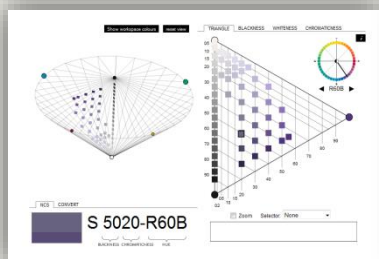 Show workspace colours
reset view
TRIANGLE BLACKNESS WHITENESS CHROMATICNESS
R60B
NCS CONVERT
S 5020-R60B
BLACKNESS CHROMATICNESS HUE
Zoom Selector: None